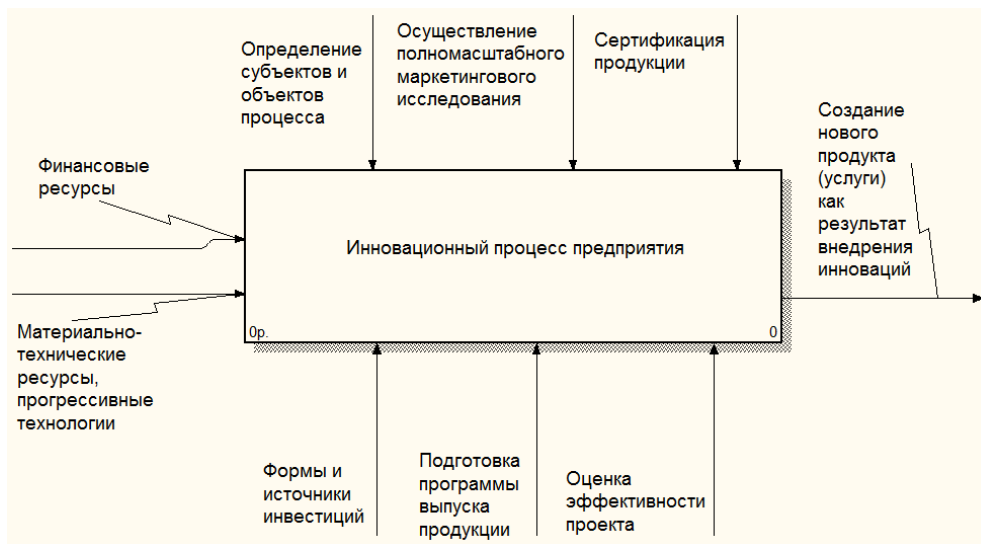 Определение
субъектов и
объектов
процесса
Осуществление
полномасштабного
маркетингового
исследования
Сертификация
продукции
Создание
нового
продукта
(услуги)
как
результат
внедрения
инноваций
Финансовые
ресурсы
Инновационный процесс предприятия
0р.
0
Материально-
технические
ресурсы,
прогрессивные
технологии
Формы и
источники
инвестиций
Подготовка
программы
выпуска
продукции
Оценка
эффективности
проекта